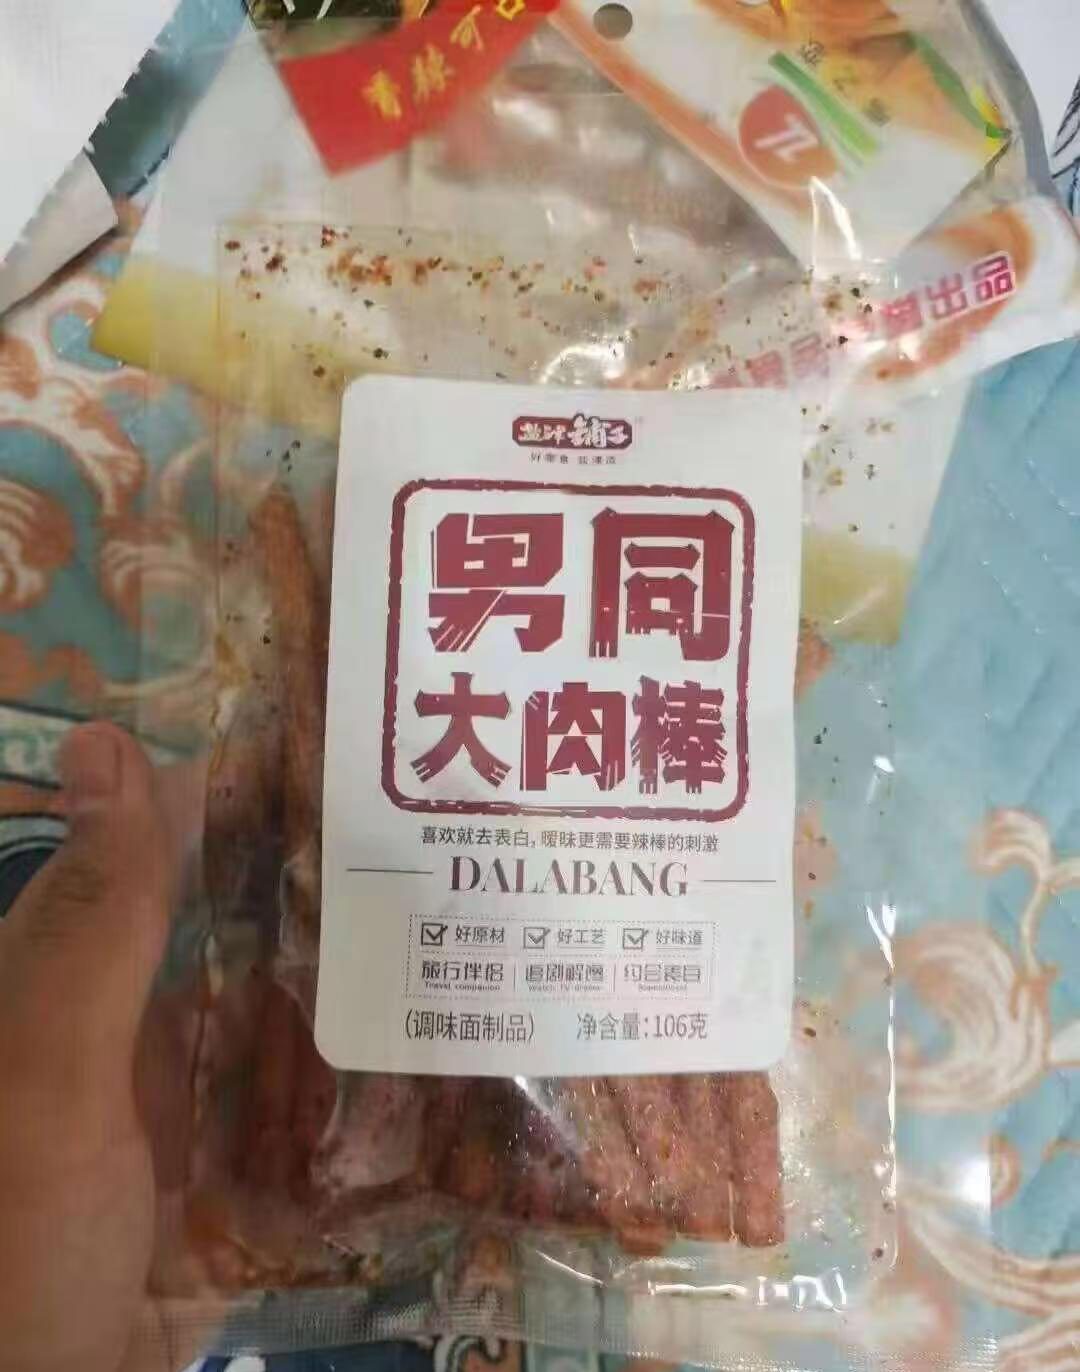 香辣可口
出品
盐津铺子
好零食 盐津造
男同
大肉棒
喜欢就去表白,暧昧更需要辣棒的刺激
DALABANG
好原材 好工艺 好味道
旅行伴侣 追剧解馋 约会表白
Travel companion Watch TV drama
(调味面制品) 净含量:106克